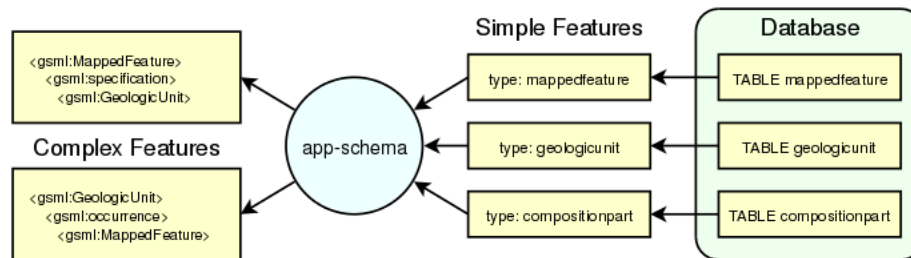 Simple Features
Database
<gsml:MappedFeature>
<gsml:specification>
<gsml:GeologicUnit>
type: mappedfeature
TABLE mappedfeature
Complex Features
app-schema
type: geologicunit
TABLE geologicunit
<gsml:GeologicUnit>
<gsml:occurrence>
<gsml:MappedFeature>
type: compositionpart
TABLE compositionpart